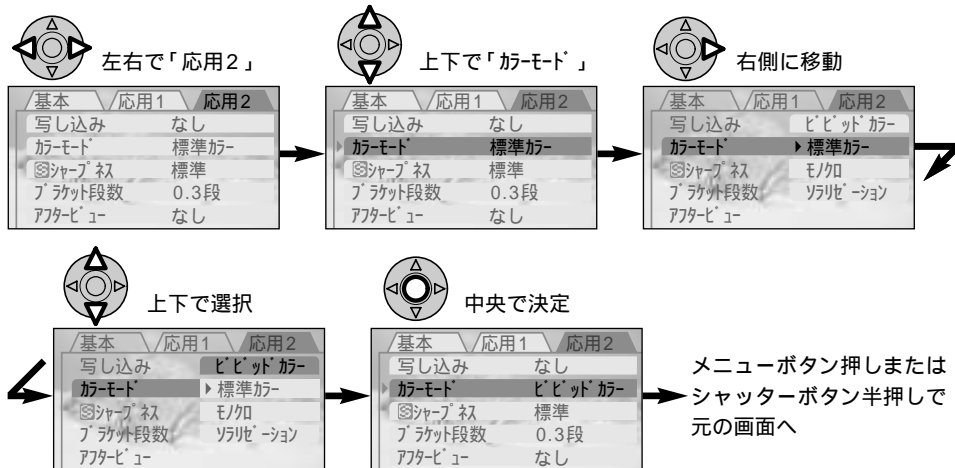 左右で「応用2」
基本 応用1 応用2
写し込み なし
ｶﾗｰﾓｰﾄﾞ 標準ｶﾗｰ
Ⓢｼｬｰﾌﾟﾈｽ 標準
ﾌﾞﾗｹｯﾄ段数 0.3段
ｱﾌﾀｰﾋﾞｭｰ なし
上下で「ｶﾗｰﾓｰﾄﾞ」
基本 応用1 応用2
写し込み なし
ｶﾗｰﾓｰﾄﾞ 標準ｶﾗｰ
Ⓢｼｬｰﾌﾟﾈｽ 標準
ﾌﾞﾗｹｯﾄ段数 0.3段
ｱﾌﾀｰﾋﾞｭｰ なし
右側に移動
基本 応用1 応用2
写し込み ﾋﾞﾋﾞｯﾄﾞｶﾗｰ
ｶﾗｰﾓｰﾄﾞ 標準ｶﾗｰ
Ⓢｼｬｰﾌﾟﾈｽ ﾓﾉｸﾛ
ﾌﾞﾗｹｯﾄ段数 ｿﾗﾘｾﾞｰｼｮﾝ
ｱﾌﾀｰﾋﾞｭｰ
上下で選択
基本 応用1 応用2
写し込み ﾋﾞﾋﾞｯﾄﾞｶﾗｰ
ｶﾗｰﾓｰﾄﾞ 標準ｶﾗｰ
Ⓢｼｬｰﾌﾟﾈｽ ﾓﾉｸﾛ
ﾌﾞﾗｹｯﾄ段数 ｿﾗﾘｾﾞｰｼｮﾝ
ｱﾌﾀｰﾋﾞｭｰ
中央で決定
基本 応用1 応用2
写し込み なし
ｶﾗｰﾓｰﾄﾞ ﾋﾞﾋﾞｯﾄﾞｶﾗｰ
Ⓢｼｬｰﾌﾟﾈｽ 標準
ﾌﾞﾗｹｯﾄ段数 0.3段
ｱﾌﾀｰﾋﾞｭｰ なし
メニューボタン押しまたは
シャッターボタン半押しで
元の画面へ